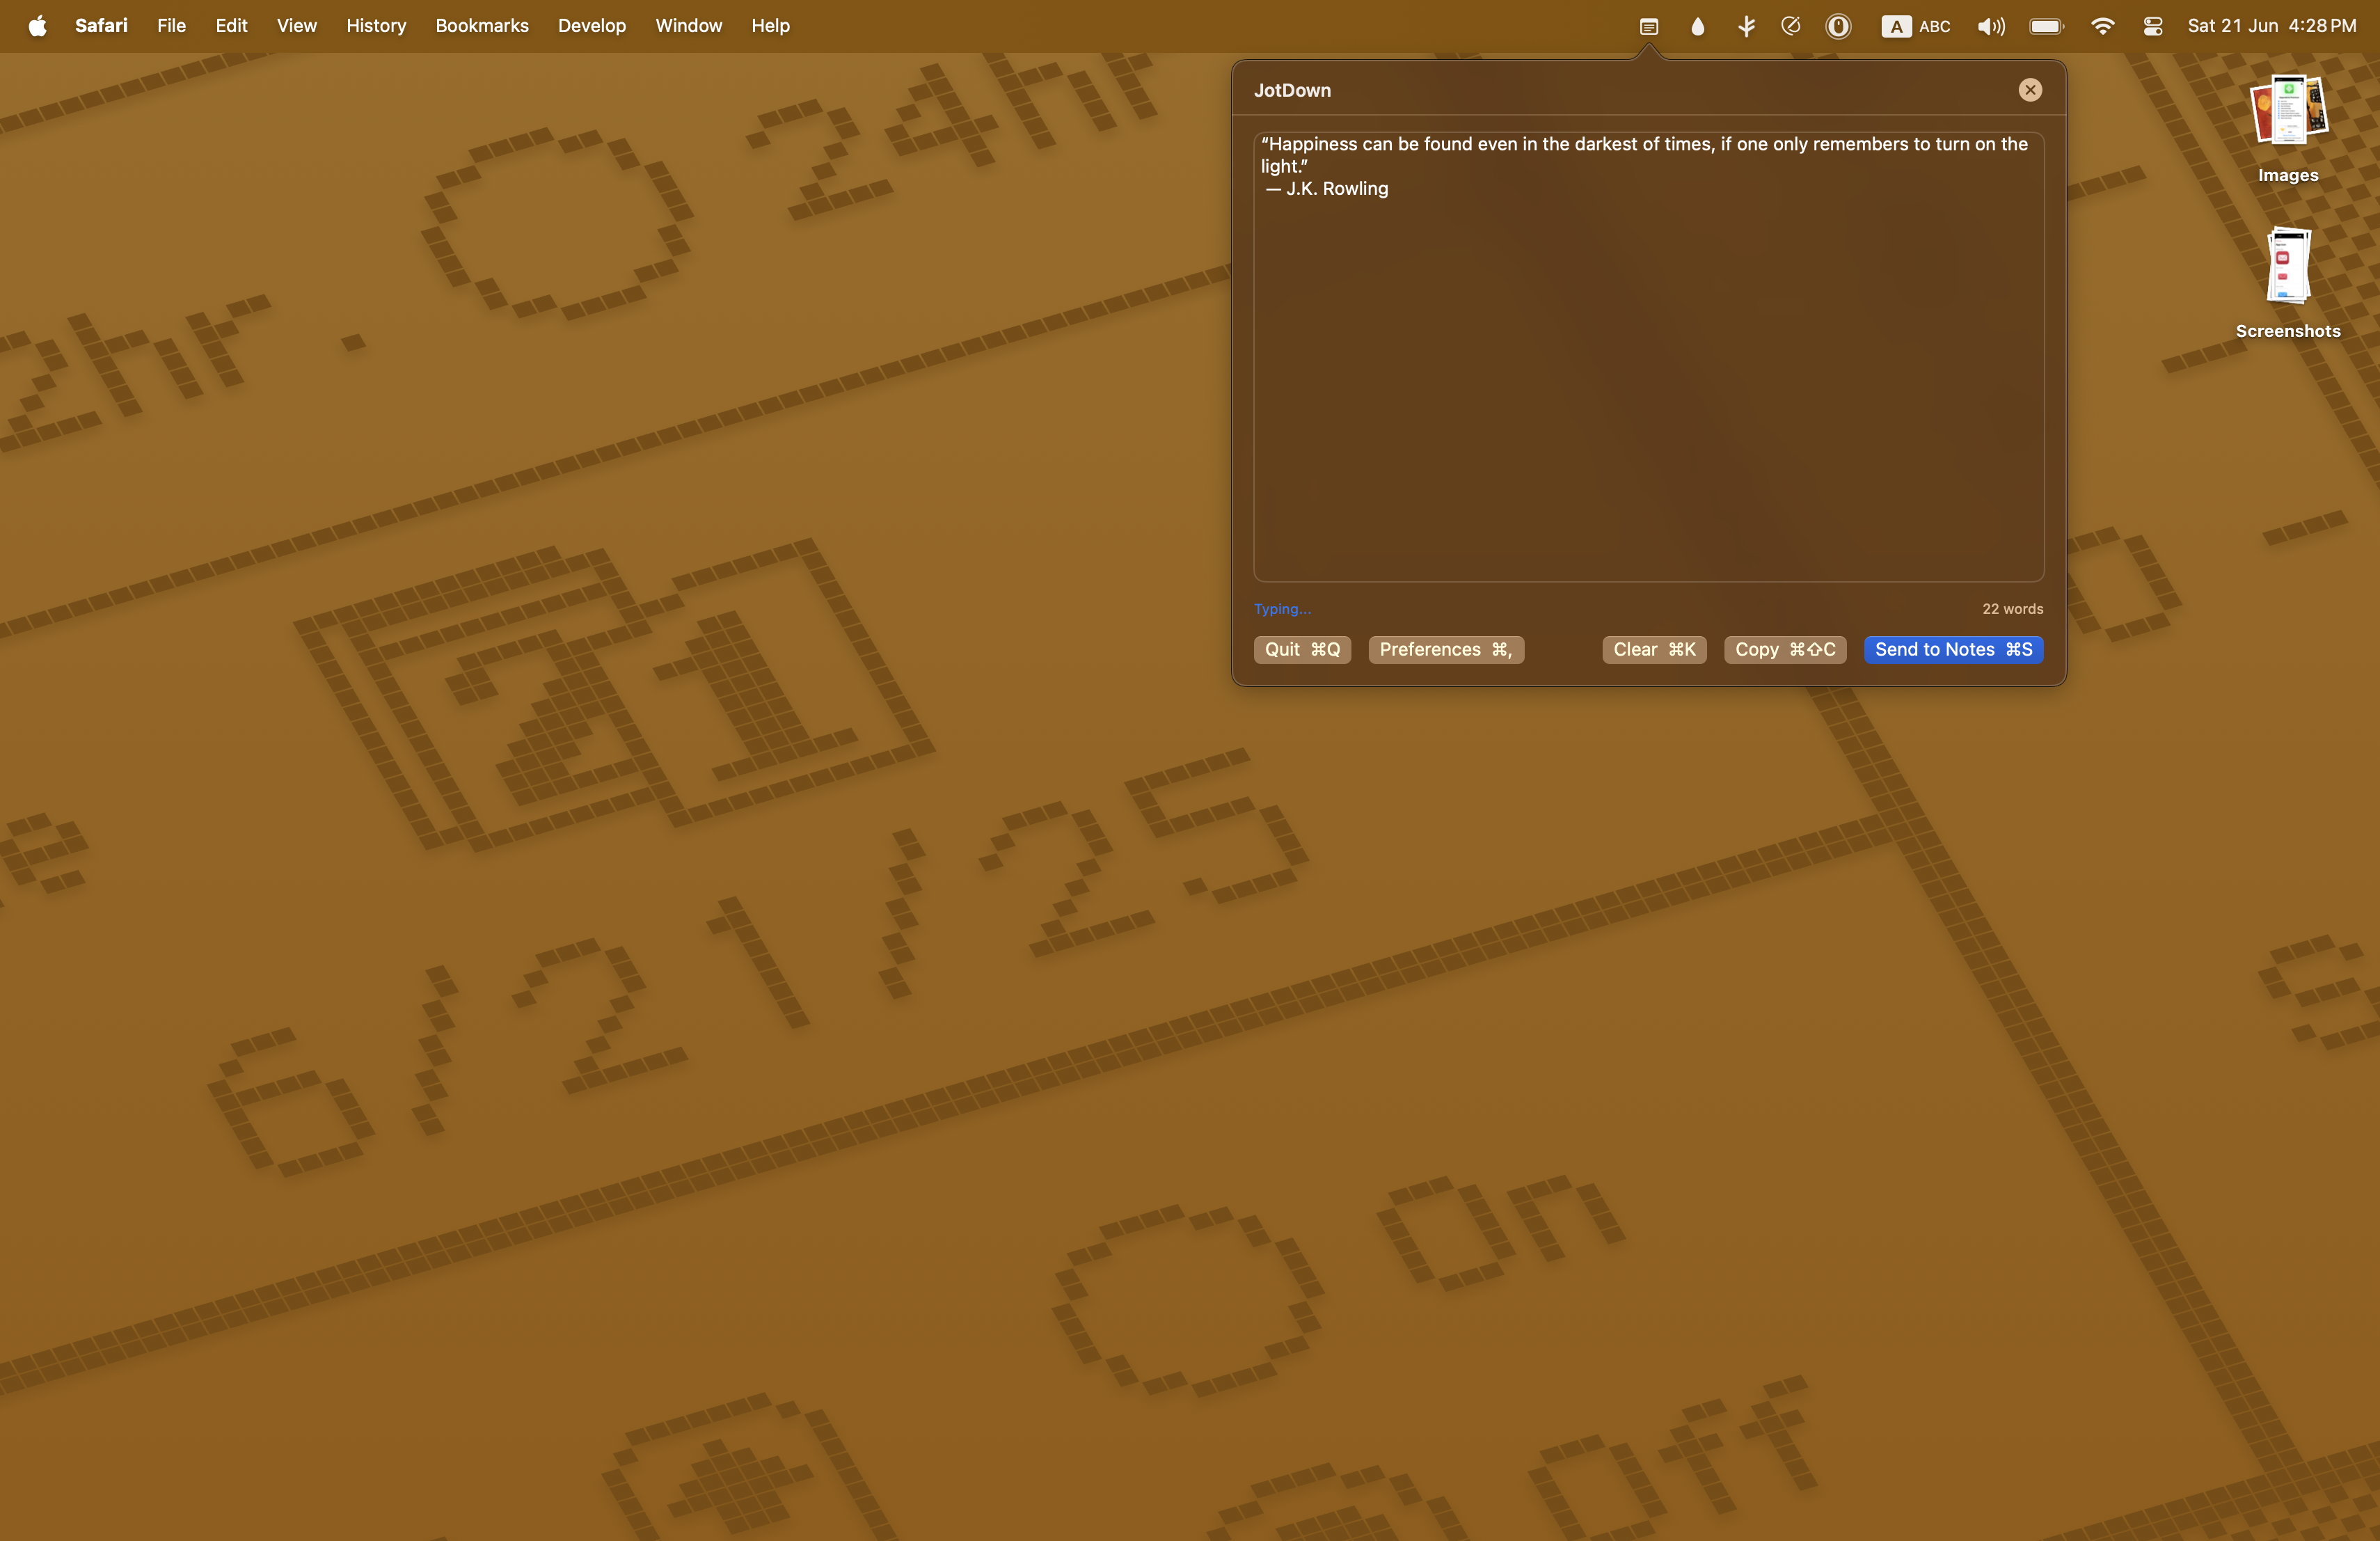 Safari File Edit View History Bookmarks Develop Window Help
A ABC Sat 21 Jun 4:28 PM
JotDown
“Happiness can be found even in the darkest of times, if one only remembers to turn on the
light.”
— J.K. Rowling
Typing...
22 words
Quit ⌘Q Preferences ⌘, Clear ⌘K Copy ⌘⇧C Send to Notes ⌘S
Images
Screenshots
2hr. 24hr
21
6/21/25
On
Off